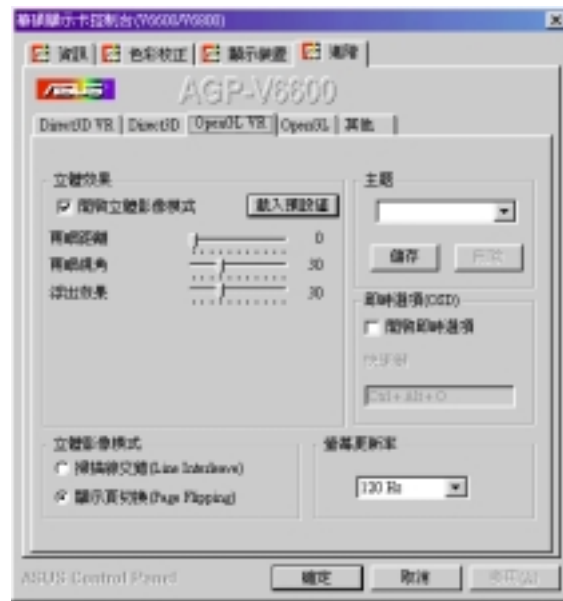 華碩顯示卡控制台(V6600/V6800)
資訊
色彩校正
顯示裝置
進階
ASUS
AGP-V6600
Direct3D VR
Direct3D
OpenGL VR
OpenGL
其他
立體效果
開啟立體影像模式
載入預設值
兩眼距離
0
兩眼視角
30
浮出效果
30
主題
儲存
刪除
即時選項(OSD)
開啟即時選項
快速鍵
Ctrl + Alt + O
立體影像模式
掃描線交錯(Line Interleave)
顯示頁切換(Page Flipping)
螢幕更新率
120 Hz
ASUS Control Panel
確定
取消
套用(A)